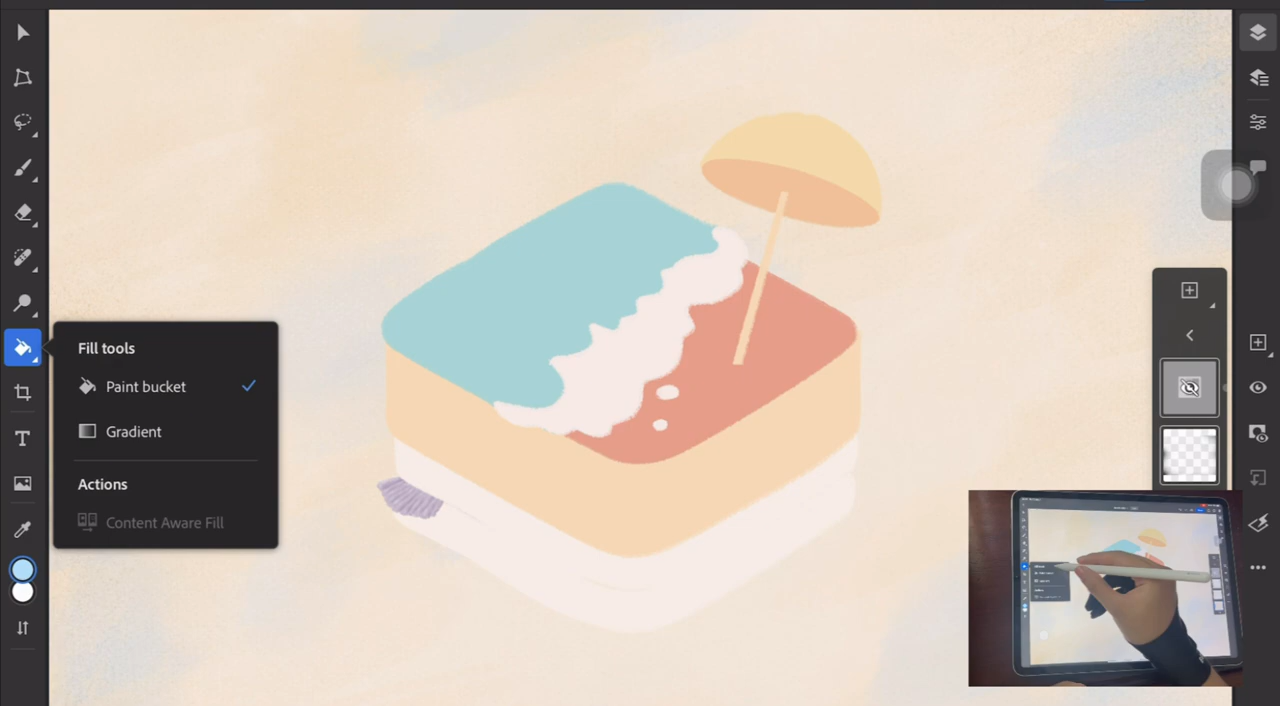 Fill tools
Paint bucket
Gradient
Actions
Content Aware Fill
T